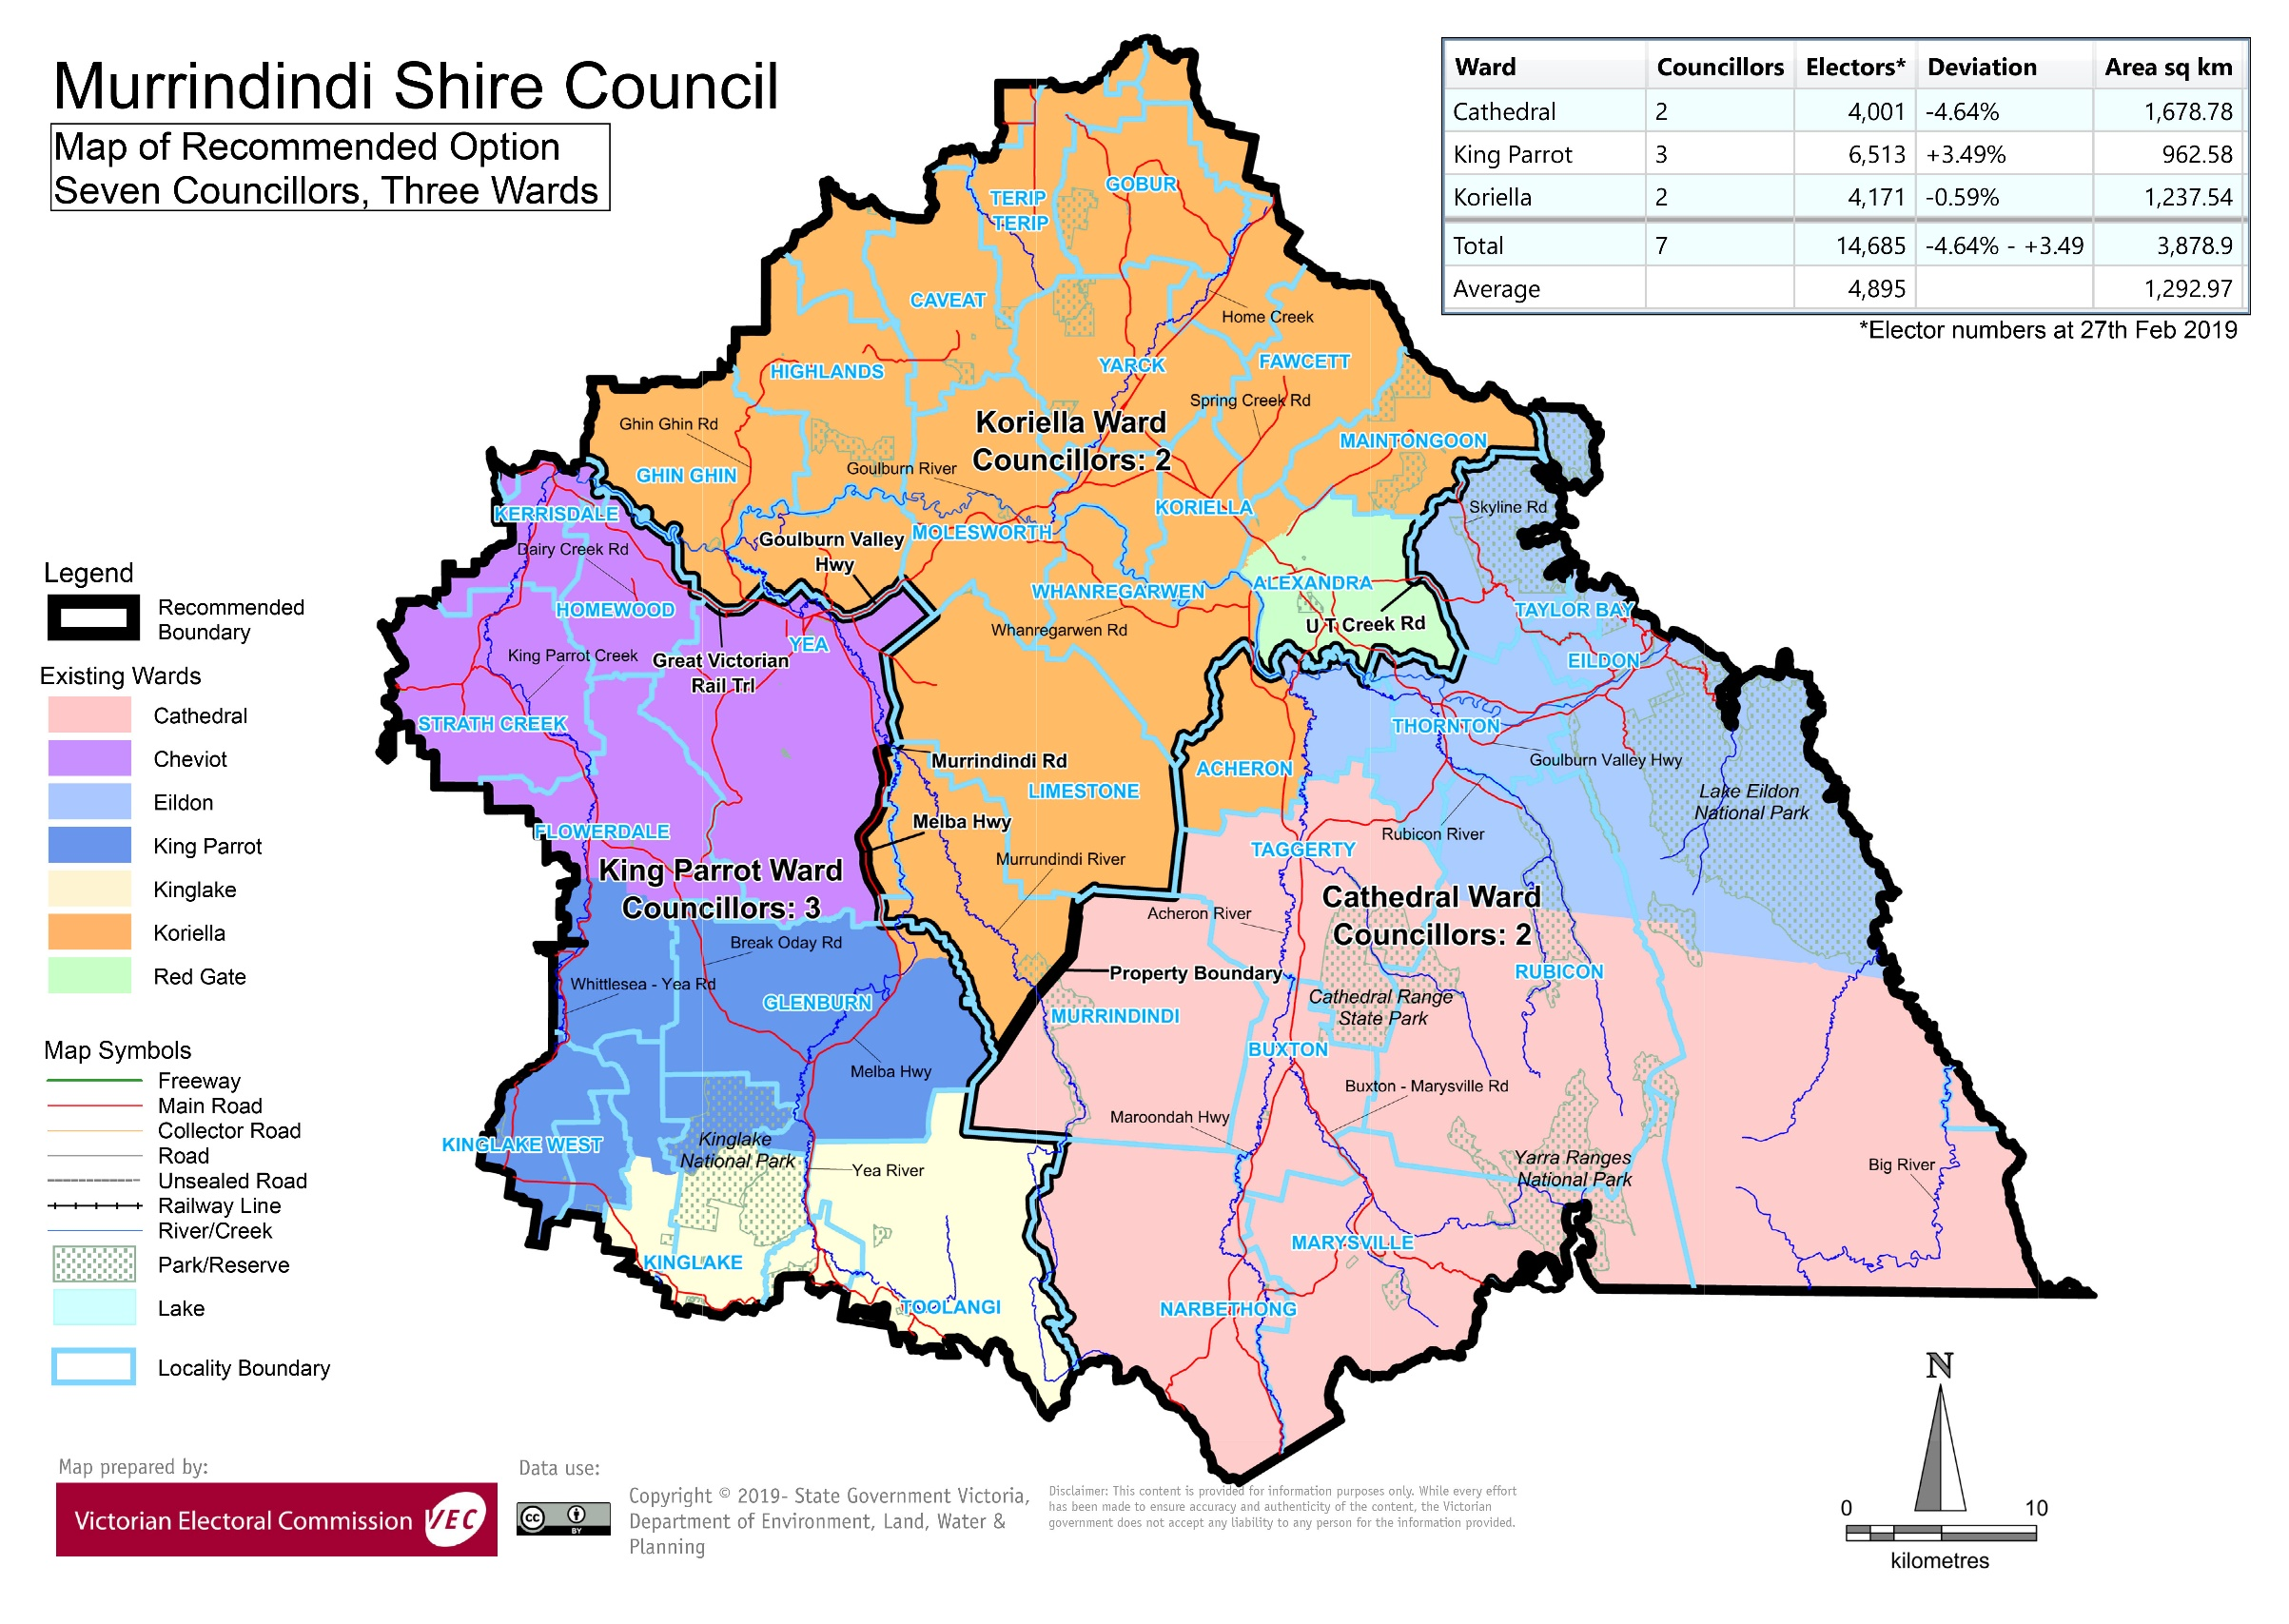 Murrindindi Shire Council
Map of Recommended Option
Seven Councillors, Three Wards
Ward Councillors Electors* Deviation Area sq km
Cathedral 2 4,001 -4.64% 1,678.78
King Parrot 3 6,513 +3.49% 962.58
Koriella 2 4,171 -0.59% 1,237.54
Total 7 14,685 -4.64% - +3.49 3,878.9
Average 4,895 1,292.97
*Elector numbers at 27th Feb 2019
GOBUR
TERIP
TERIP
CAVEAT
Home Creek
HIGHLANDS
YARCK
FAWCETT
Spring Creek Rd
Ghin Ghin Rd
Koriella Ward
Councillors: 2
MAINTONGOON
GHIN GHIN
Goulburn River
KORIELLA
Skyline Rd
KERRISDALE
MOLESWORTH
Goulburn Valley
Hwy
Dairy Creek Rd
ALEXANDRA
WHANREGARWEN
HOMEWOOD
TAYLOR BAY
U T Creek Rd
Whanregarwen Rd
YEA
King Parrot Creek
Great Victorian
Rail Trl
EILDON
STRATH CREEK
THORNTON
Murrindindi Rd
Goulburn Valley Hwy
ACHERON
LIMESTONE
Lake Eildon
National Park
Melba Hwy
FLOWERDALE
Rubicon River
TAGGERTY
Murrundindi River
King Parrot Ward
Councillors: 3
Cathedral Ward
Councillors: 2
Acheron River
Break Oday Rd
Property Boundary
RUBICON
Whittlesea - Yea Rd
GLENBURN
Cathedral Range
State Park
MURRINDINDI
BUXTON
Melba Hwy
Buxton - Marysville Rd
Maroondah Hwy
KINGLAKE WEST
Kinglake
National Park
Yea River
Yarra Ranges
National Park
Big River
MARYSVILLE
KINGLAKE
TOOLANGI
NARBETHONG
Legend
Recommended
Boundary
Existing Wards
Cathedral
Cheviot
Eildon
King Parrot
Kinglake
Koriella
Red Gate
Map Symbols
Freeway
Main Road
Collector Road
Road
Unsealed Road
Railway Line
River/Creek
Park/Reserve
Lake
Locality Boundary
N
0 10
kilometres
Map prepared by:
Victorian Electoral Commission VEC
Data use:
cc BY
Copyright © 2019- State Government Victoria,
Department of Environment, Land, Water &
Planning
Disclaimer: This content is provided for information purposes only. While every effort
has been made to ensure accuracy and authenticity of the content, the Victorian
government does not accept any liability to any person for the information provided.